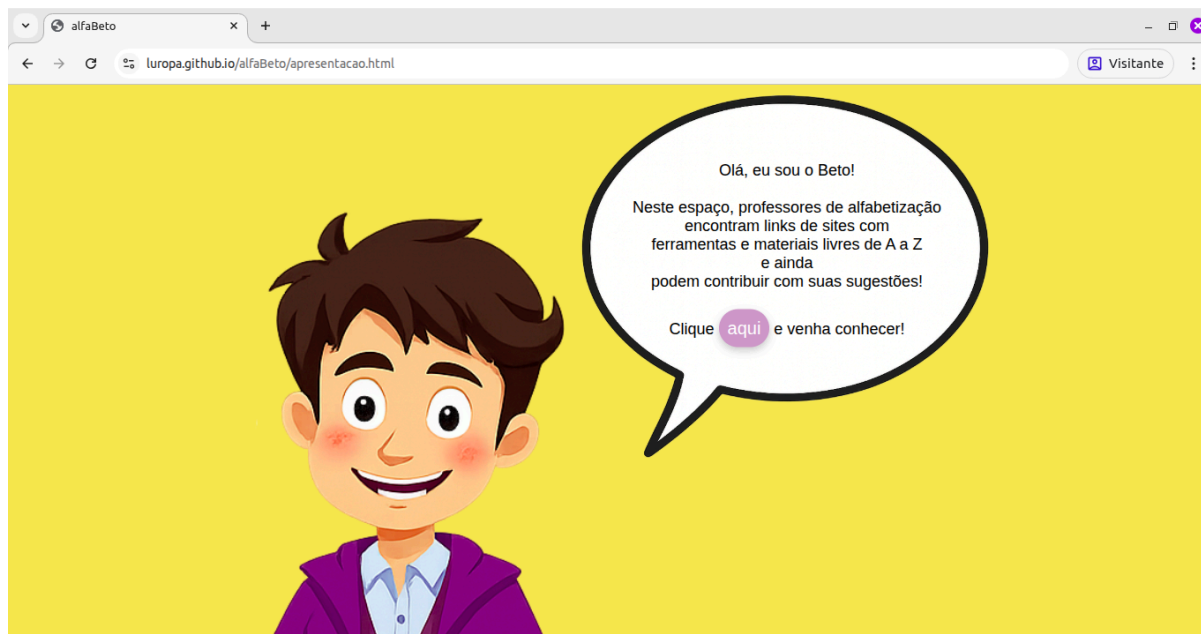 alfaBeto
luropa.github.io/alfaBeto/apresentacao.html
Visitante
Olá, eu sou o Beto!
Neste espaço, professores de alfabetização
encontram links de sites com
ferramentas e materiais livres de A a Z
e ainda
podem contribuir com suas sugestões!
Clique aqui e venha conhecer!